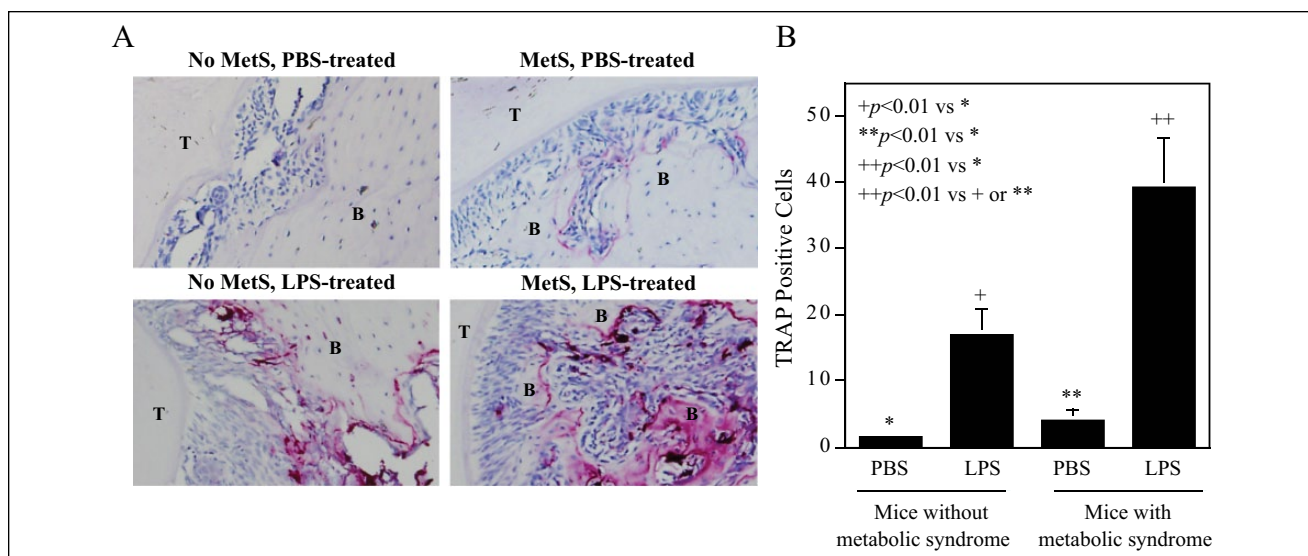 A
No MetS, PBS-treated
MetS, PBS-treated
T
B
T
B
B
No MetS, LPS-treated
MetS, LPS-treated
T
B
T
B
B
B
B
TRAP Positive Cells
50
40
30
20
10
0
+p<0.01 vs *
**p<0.01 vs *
++p<0.01 vs *
++p<0.01 vs + or **
*
+
**
++
PBS
LPS
PBS
LPS
Mice without
metabolic syndrome
Mice with
metabolic syndrome